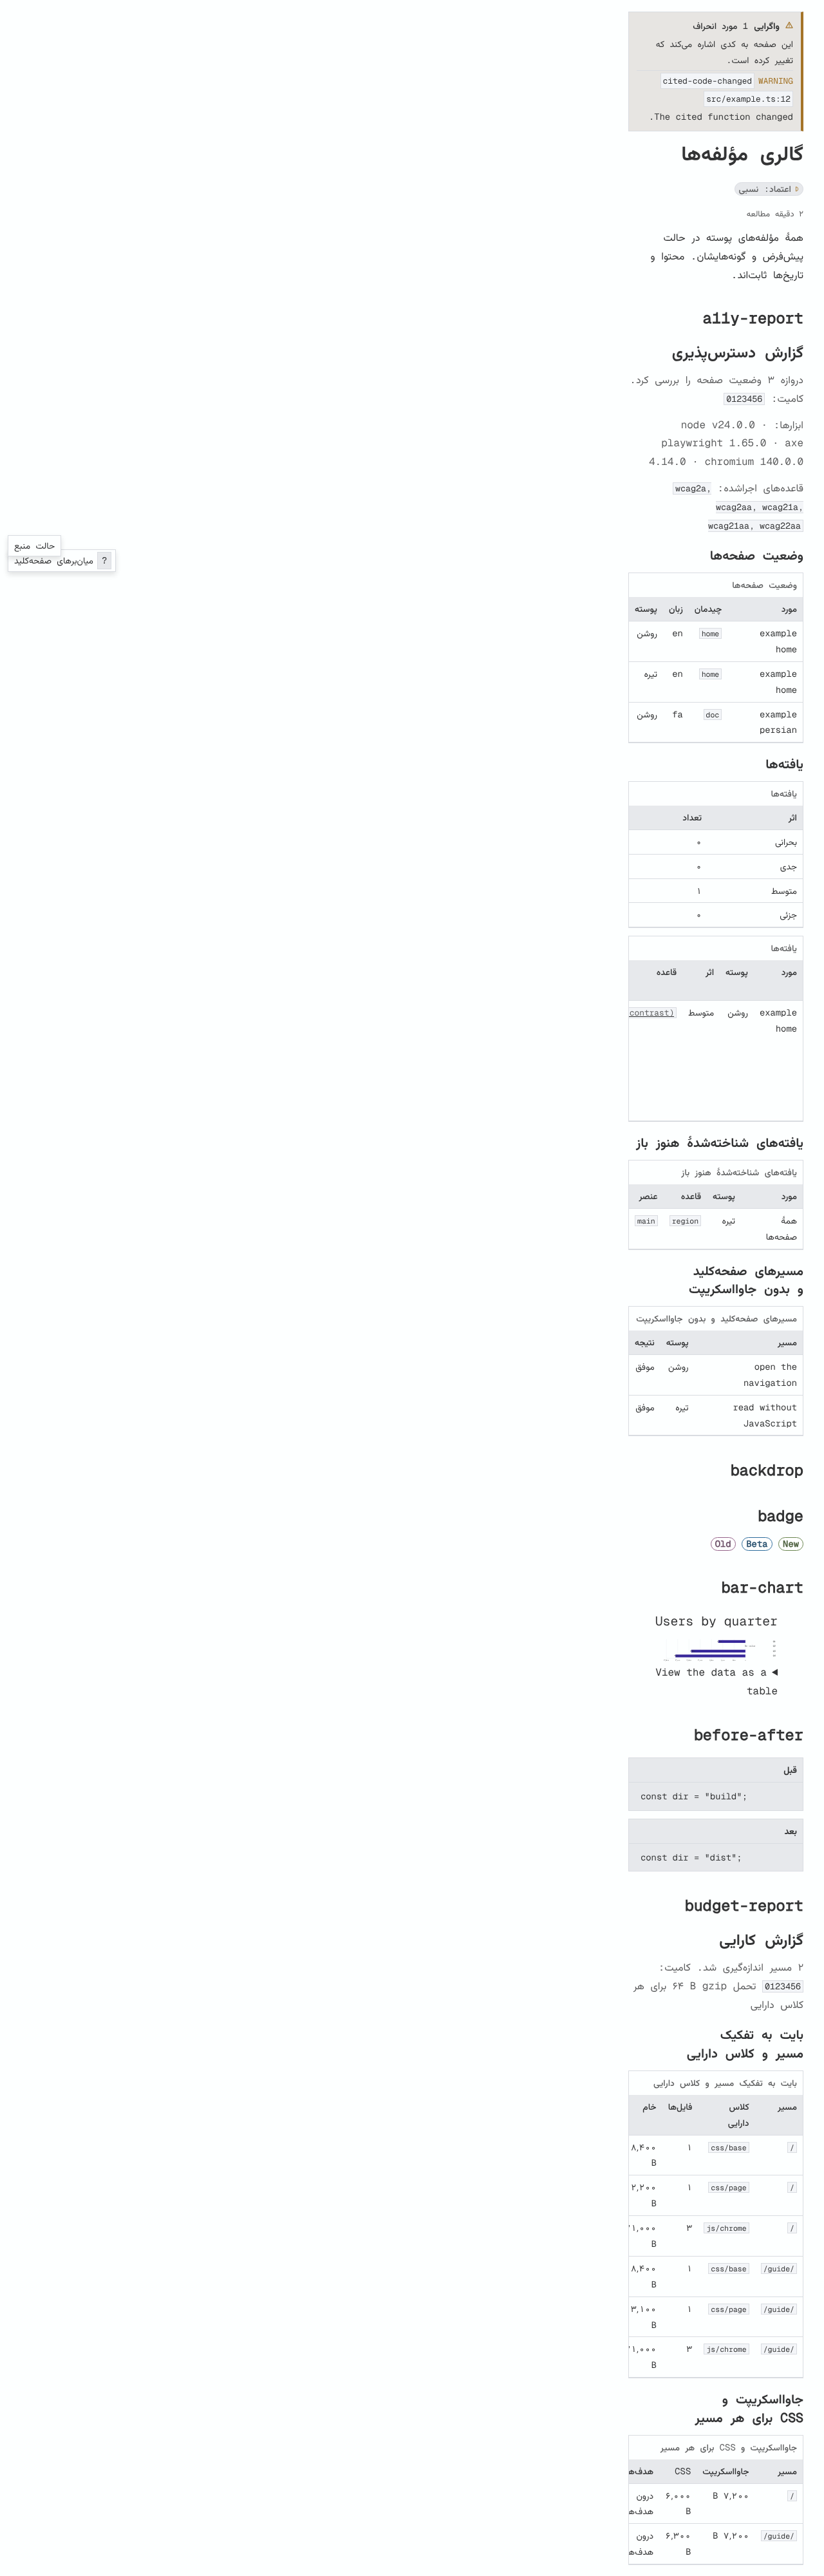 ⚠ واگرایی 1 مورد انحراف
این صفحه به کدی اشاره می‌کند که
تغییر کرده است.
WARNING cited-code-changed
src/example.ts:12
The cited function changed.
گالری مؤلفه‌ها
اعتماد: نسبی
۲ دقیقه مطالعه
همهٔ مؤلفه‌های پوسته در حالت
پیش‌فرض و گونه‌هایشان. محتوا و
تاریخ‌ها ثابت‌اند.
a11y-report
گزارش دسترس‌پذیری
دروازه ۳ وضعیت صفحه را بررسی کرد.
کامیت: 0123456
ابزارها: node v24.0.0 ·
playwright 1.65.0 · axe
4.14.0 · chromium 140.0.0
قاعده‌های اجراشده: wcag2a,
wcag2aa, wcag21a,
wcag21aa, wcag22aa
حالت منبع
? میان‌برهای صفحه‌کلید
وضعیت صفحه‌ها
وضعیت صفحه‌ها
مورد چیدمان زبان پوسته
example home home en روشن
example home home en تیره
example persian doc fa روشن
یافته‌ها
یافته‌ها
اثر تعداد
بحرانی ۰
جدی ۰
متوسط ۱
جزئی ۰
یافته‌ها
مورد پوسته اثر قاعده
example home روشن متوسط contrast)
یافته‌های شناخته‌شدهٔ هنوز باز
یافته‌های شناخته‌شدهٔ هنوز باز
مورد پوسته قاعده عنصر
همهٔ صفحه‌ها تیره region main
مسیرهای صفحه‌کلید
و بدون جاوااسکریپت
مسیرهای صفحه‌کلید و بدون جاوااسکریپت
مسیر پوسته نتیجه
open the navigation روشن موفق
read without JavaScript تیره موفق
backdrop
badge
New Beta Old
bar-chart
Users by quarter
View the data as a
table
before-after
قبل
const dir = "build";
بعد
const dir = "dist";
budget-report
گزارش کارایی
۲ مسیر اندازه‌گیری شد. کامیت:
0123456 تحمل ۶۴ B gzip برای هر
کلاس دارایی
بایت به تفکیک
مسیر و کلاس دارایی
بایت به تفکیک مسیر و کلاس دارایی
مسیر کلاس دارایی فایل‌ها خام
/ css/base ۱ ۸٬۴۰۰ B
/ css/page ۱ ۲٬۲۰۰ B
/ js/chrome ۳ ۱٬۰۰۰ B
/guide/ css/base ۱ ۸٬۴۰۰ B
/guide/ css/page ۱ ۳٬۱۰۰ B
/guide/ js/chrome ۳ ۱٬۰۰۰ B
جاوااسکریپت و
CSS برای هر مسیر
جاوااسکریپت و CSS برای هر مسیر
مسیر جاوااسکریپت CSS هدف‌ه
/ ۷٬۲۰۰ B ۶٬۰۰۰ B درون هدف‌ه
/guide/ ۷٬۲۰۰ B ۶٬۳۰۰ B درون هدف‌ه